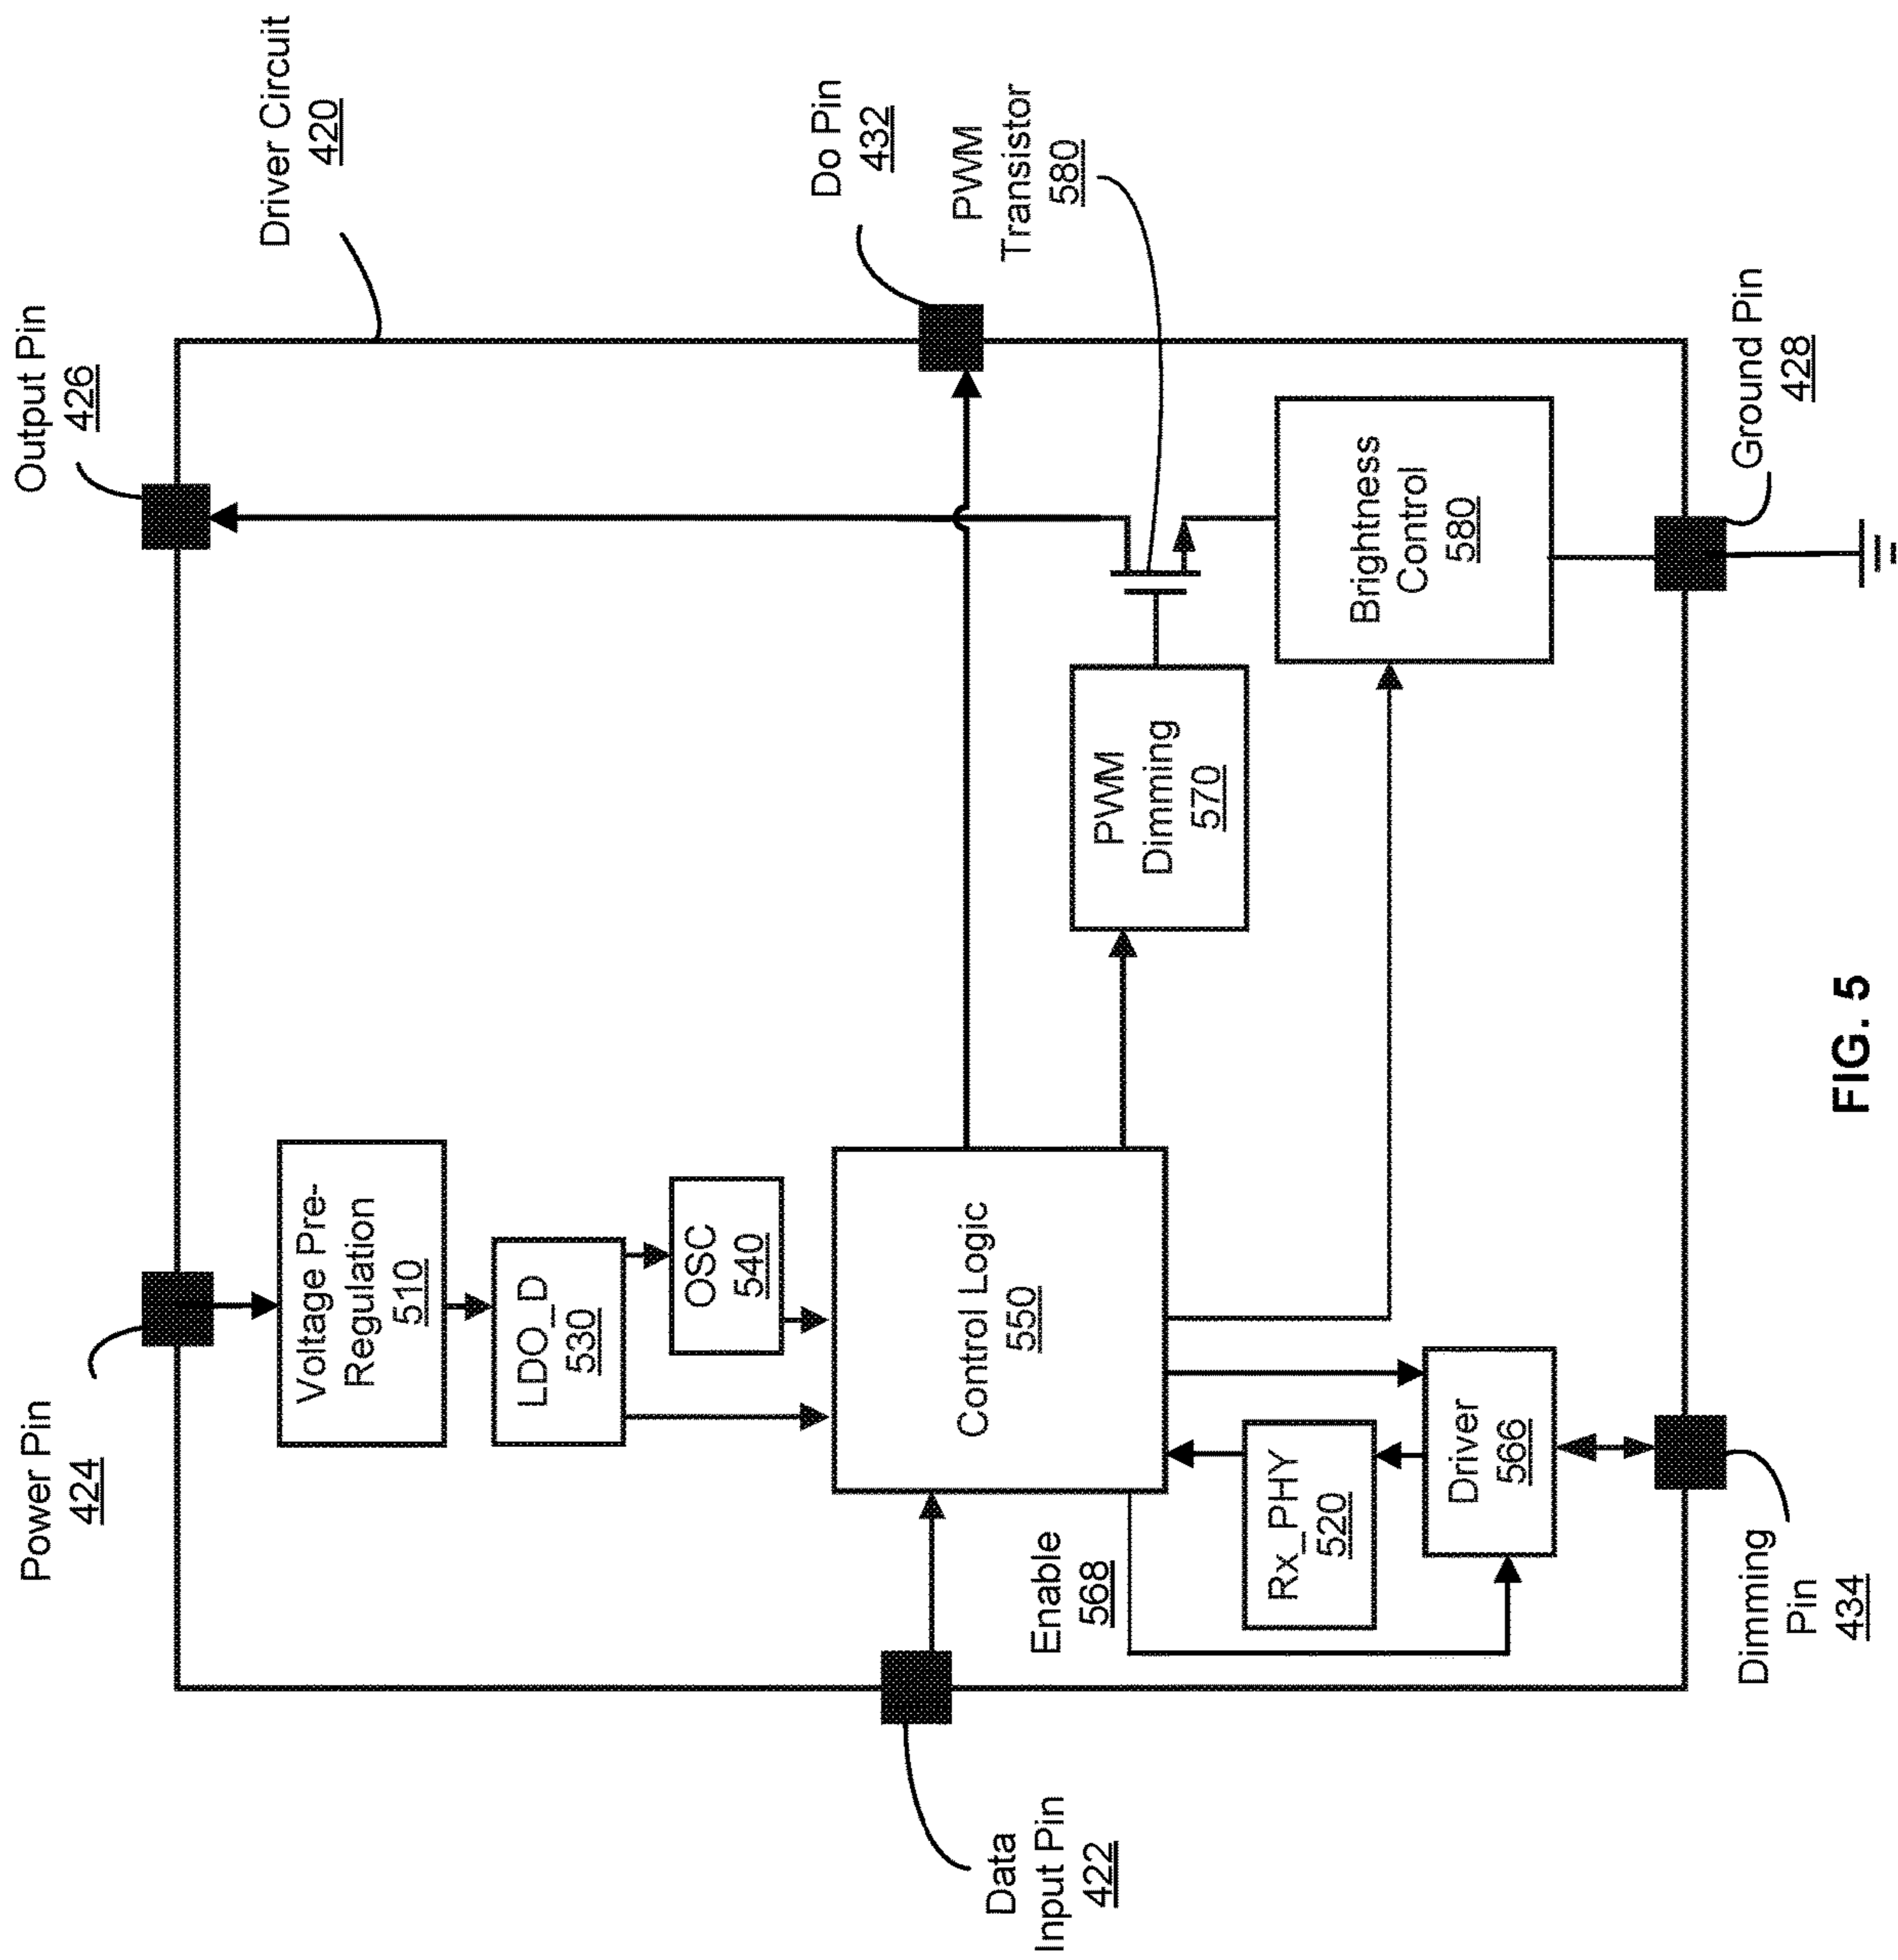 Power Pin
424
Output Pin
426
Driver Circuit
420
Voltage Pre-
Regulation
510
LDO_D
530
OSC
540
Data
Input Pin
422
Control Logic
550
Do Pin
432
PWM
Transistor
580
Enable
568
PWM
Dimming
570
Rx_PHY
520
Brightness
Control
580
Driver
566
Dimming
Pin
434
Ground Pin
428
FIG. 5